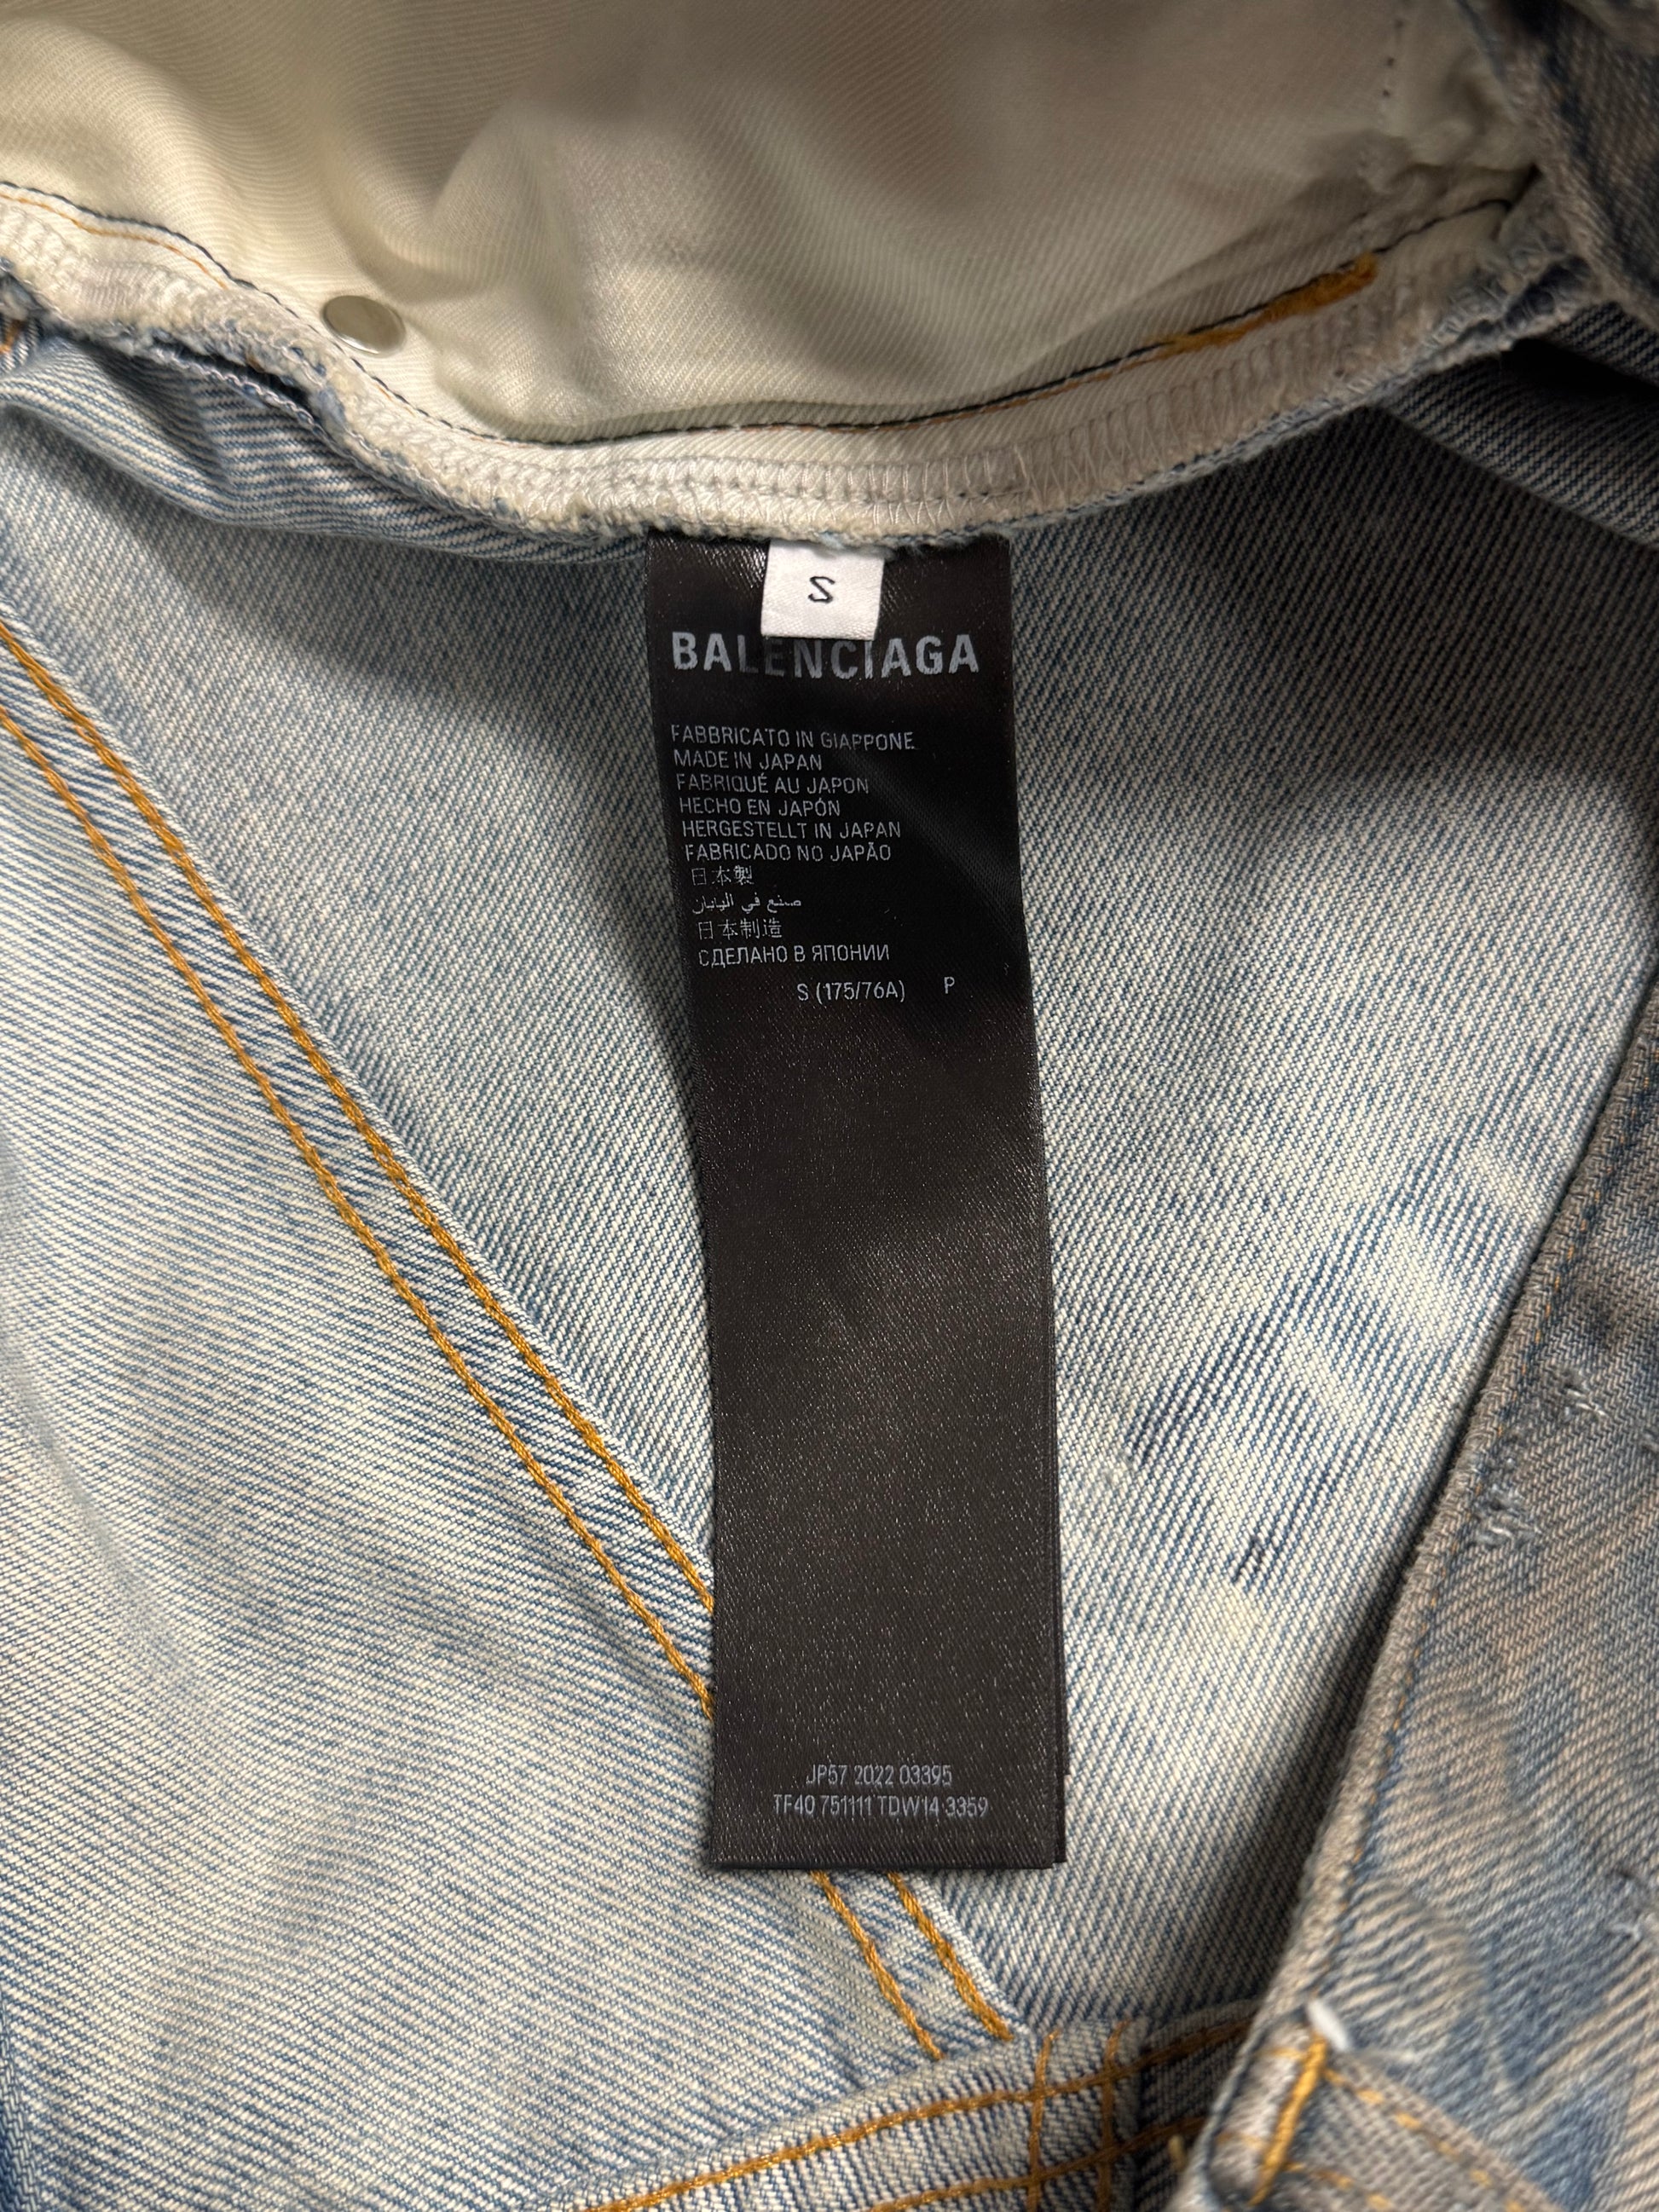 S
BALENCIAGA
FABBRICATO IN GIAPPONE
MADE IN JAPAN
FABRIQUÉ AU JAPON
HECHO EN JAPÓN
HERGESTELLT IN JAPAN
FABRICADO NO JAPÃO
日本製
صنع في اليابان
日本制造
СДЕЛАНО В ЯПОНИИ
S (175/76A) P
JP57 2022 03395
TF40 751111 TDW14 3359